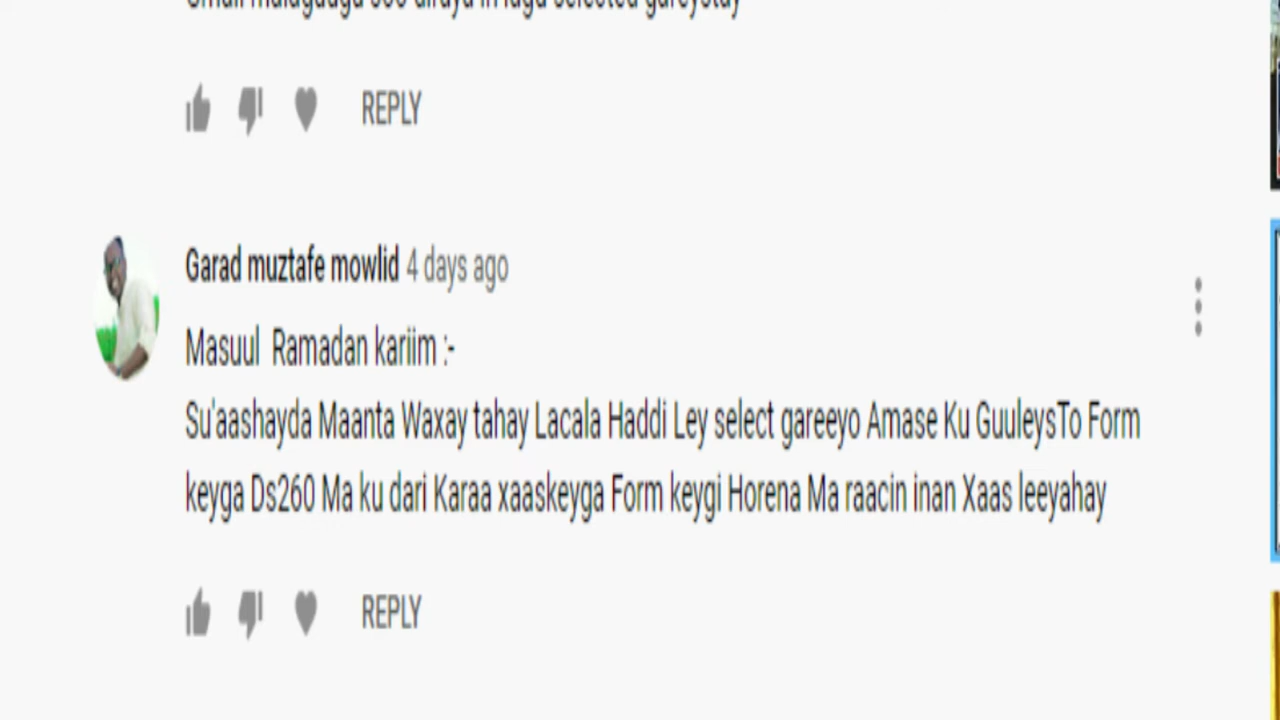 REPLY
Garad muztafe mowlid 4 days ago
Masuul Ramadan kariim :-
Su'aashayda Maanta Waxay tahay Lacala Haddi Ley select gareeyo Amase Ku GuuleysTo Form
keyga Ds260 Ma ku dari Karaa xaaskeyga Form keygi Horena Ma raacin inan Xaas leeyahay
REPLY